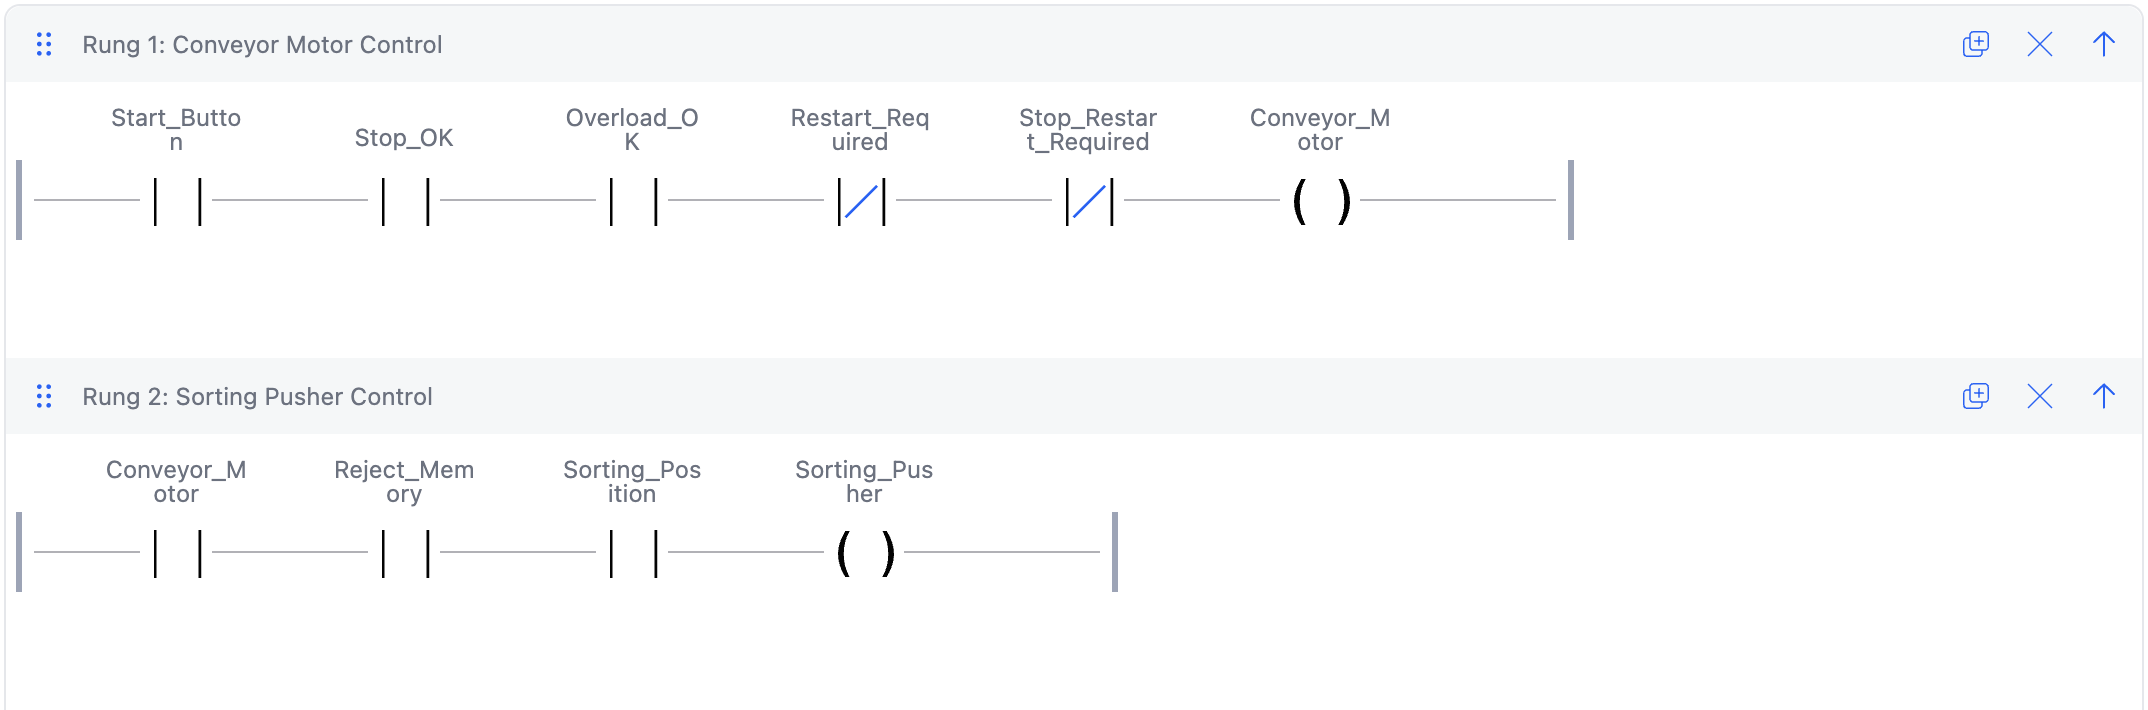 Rung 1: Conveyor Motor Control
Start_Butto
n
Stop_OK
Overload_O
K
Restart_Req
uired
Stop_Restar
t_Required
Conveyor_M
otor
Rung 2: Sorting Pusher Control
Conveyor_M
otor
Reject_Mem
ory
Sorting_Pos
ition
Sorting_Pus
her